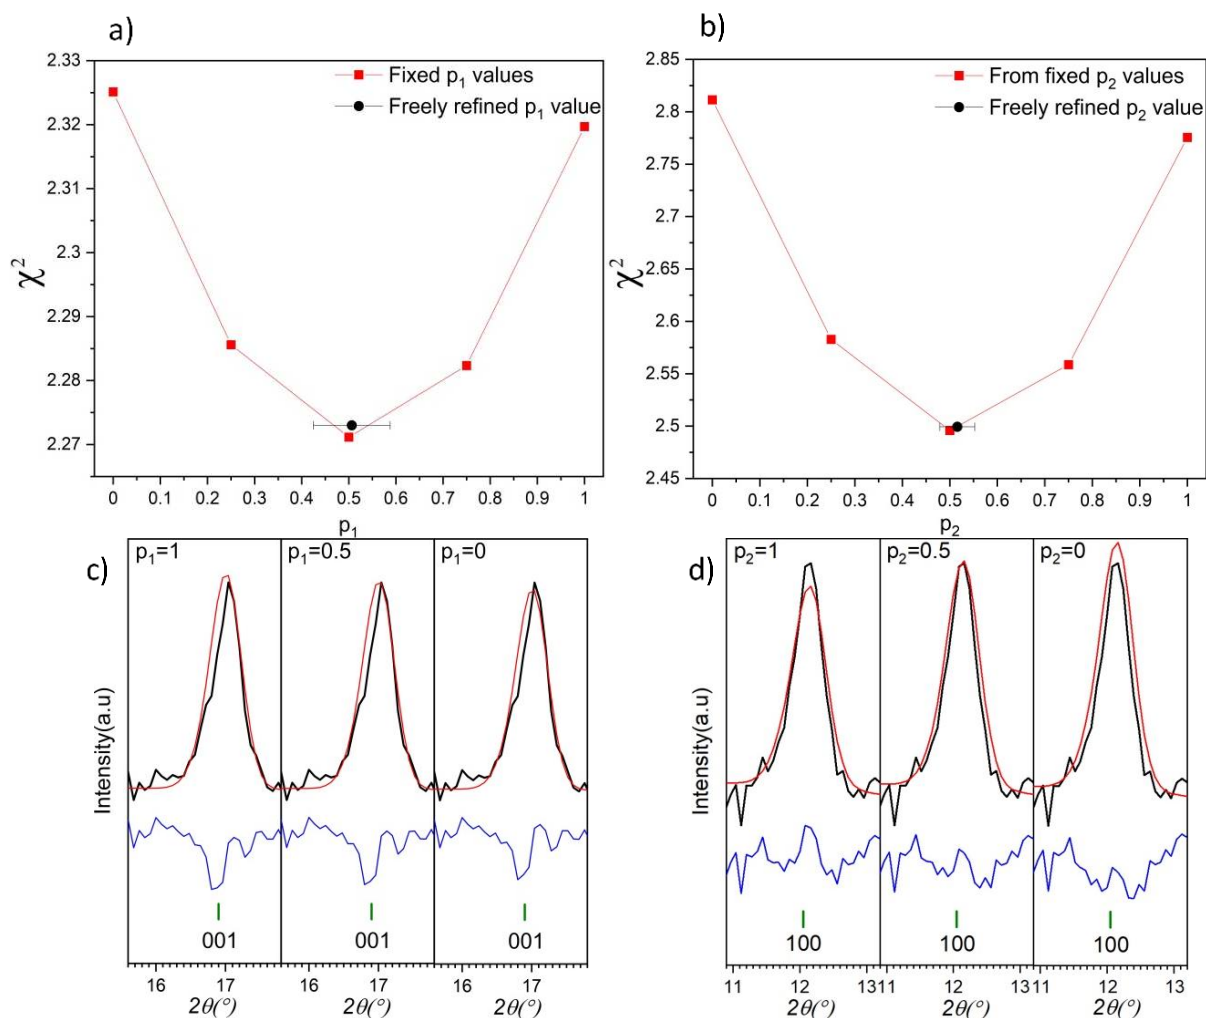 a)
2.33
2.32
2.31
2.3
2.29
2.28
2.27
χ²
Fixed p₁ values
Freely refined p₁ value
0 0.1 0.2 0.3 0.4 0.5 0.6 0.7 0.8 0.9 1
p₁
b)
2.85
2.8
2.75
2.7
2.65
2.6
2.55
2.5
2.45
χ²
From fixed p₂ values
Freely refined p₂ value
0 0.1 0.2 0.3 0.4 0.5 0.6 0.7 0.8 0.9 1
p₂
c)
p₁=1 p₁=0.5 p₁=0
Intensity(a.u)
001 001 001
16 17 16 17 16 17
2θ(°) 2θ(°) 2θ(°)
d)
p₂=1 p₂=0.5 p₂=0
Intensity(a.u)
100 100 100
11 12 13 11 12 13 11 12 13
2θ(°) 2θ(°) 2θ(°)